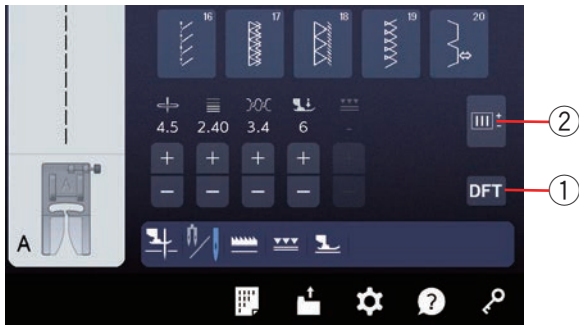 16 17 18 19 20
4.5 2.40 3.4 6 -
+ + + + +
- - - - -
DFT
A
A
?
2
1